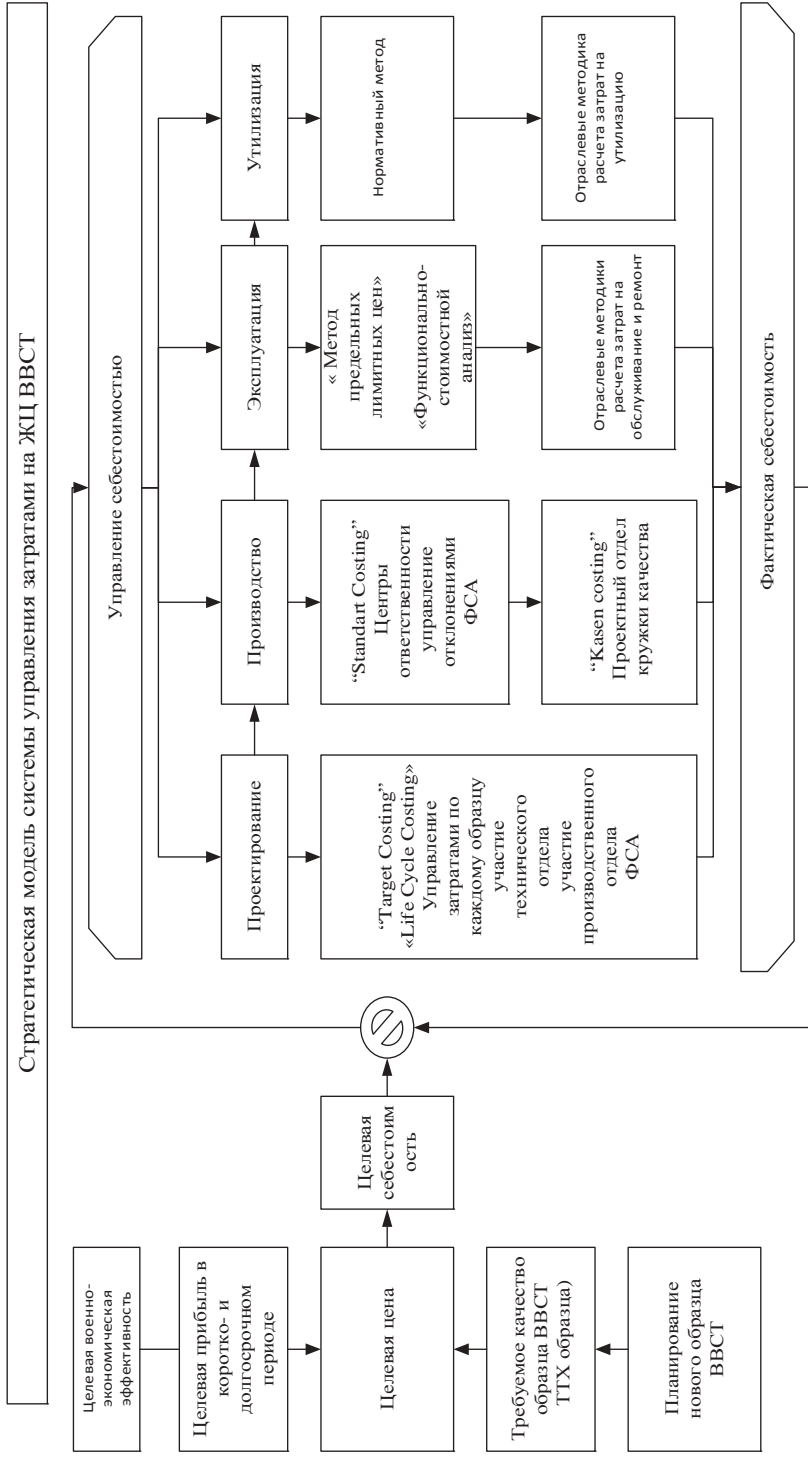 Стратегическая модель системы управления затратами на ЖЦ ВВСТ
Целевая военно-
экономическая
эффективность
Целевая прибыль в
коротко- и
долгосрочном
периоде
Целевая цена
Требуемое качество
образца ВВСТ
ТТХ образца)
Планирование
нового образца
ВВСТ
Целевая
себестоим
ость
Управление себестоимостью
Проектирование
Производство
Эксплуатация
Утилизация
“Target Costing”
«Life Cycle Costing»
Управление
затратами по
каждому образцу
участие
технического
отдела
участие
производственного
отдела
ФСА
“Standart Costing”
Центры
ответственности
управление
отклонениями
ФСА
« Метод
предельных
лимитных цен»
«Функционально-
стоимостной
анализ»
Нормативный метод
“Kasen costing”
Проектный отдел
кружки качества
Отраслевые методики
расчета затрат на
обслуживание и ремонт
Отраслевые методика
расчета затрат на
утилизацию
Фактическая себестоимость